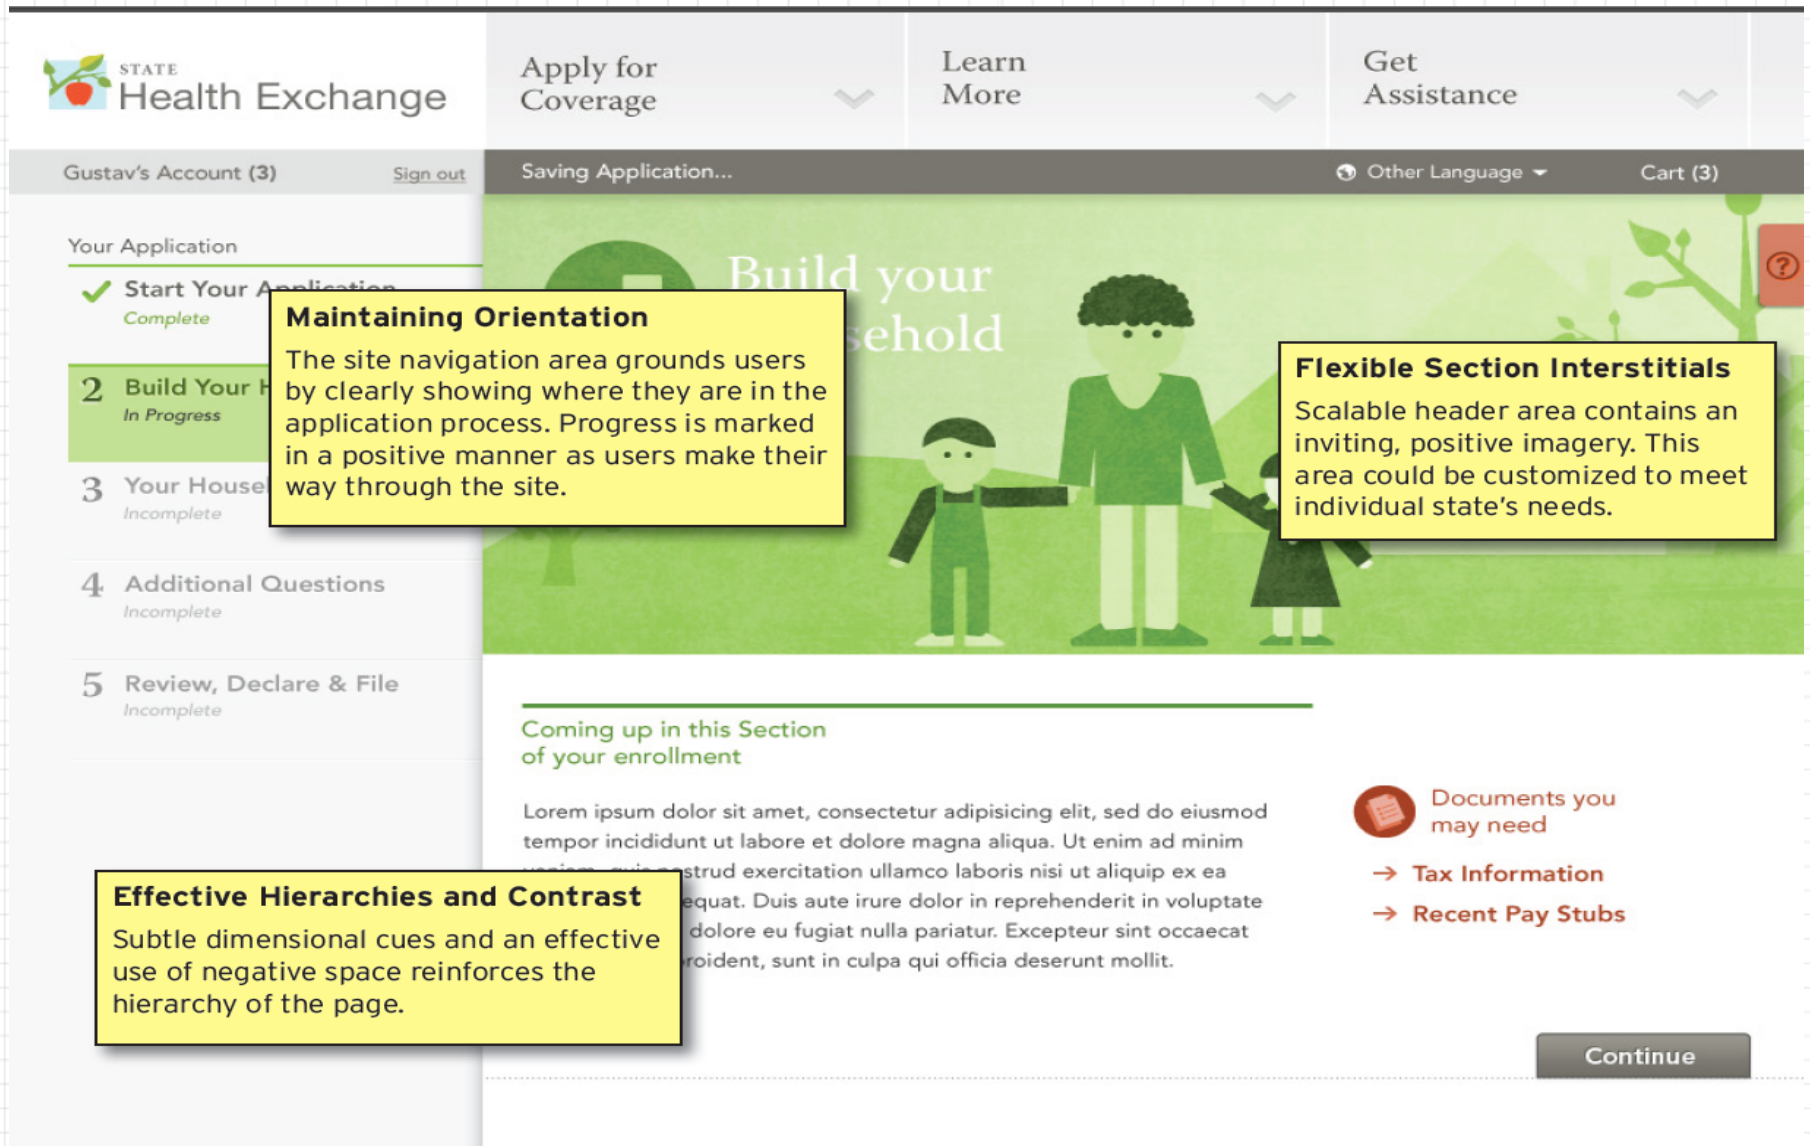 STATE
Health Exchange
Apply for
Coverage
Learn
More
Get
Assistance
Gustav's Account (3)
Sign out
Saving Application...
Other Language
Cart (3)
Your Application
Start Your Application
Complete
2 Build Your H
In Progress
3 Your Househ
Incomplete
4 Additional Questions
Incomplete
5 Review, Declare & File
Incomplete
Build your
sehold
?
Maintaining Orientation
The site navigation area grounds users
by clearly showing where they are in the
application process. Progress is marked
in a positive manner as users make their
way through the site.
Flexible Section Interstitials
Scalable header area contains an
inviting, positive imagery. This
area could be customized to meet
individual state's needs.
Coming up in this Section
of your enrollment
Lorem ipsum dolor sit amet, consectetur adipisicing elit, sed do eiusmod
tempor incididunt ut labore et dolore magna aliqua. Ut enim ad minim
veniam, quis nostrud exercitation ullamco laboris nisi ut aliquip ex ea
equat. Duis aute irure dolor in reprehenderit in voluptate
dolore eu fugiat nulla pariatur. Excepteur sint occaecat
roident, sunt in culpa qui officia deserunt mollit.
Documents you
may need
→ Tax Information
→ Recent Pay Stubs
Effective Hierarchies and Contrast
Subtle dimensional cues and an effective
use of negative space reinforces the
hierarchy of the page.
Continue